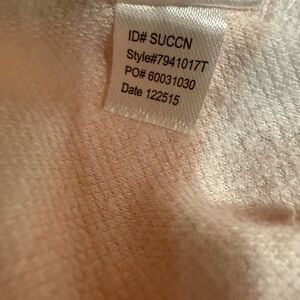 ID# SUCCN
Style#7941017T
PO# 60031030
Date 122515